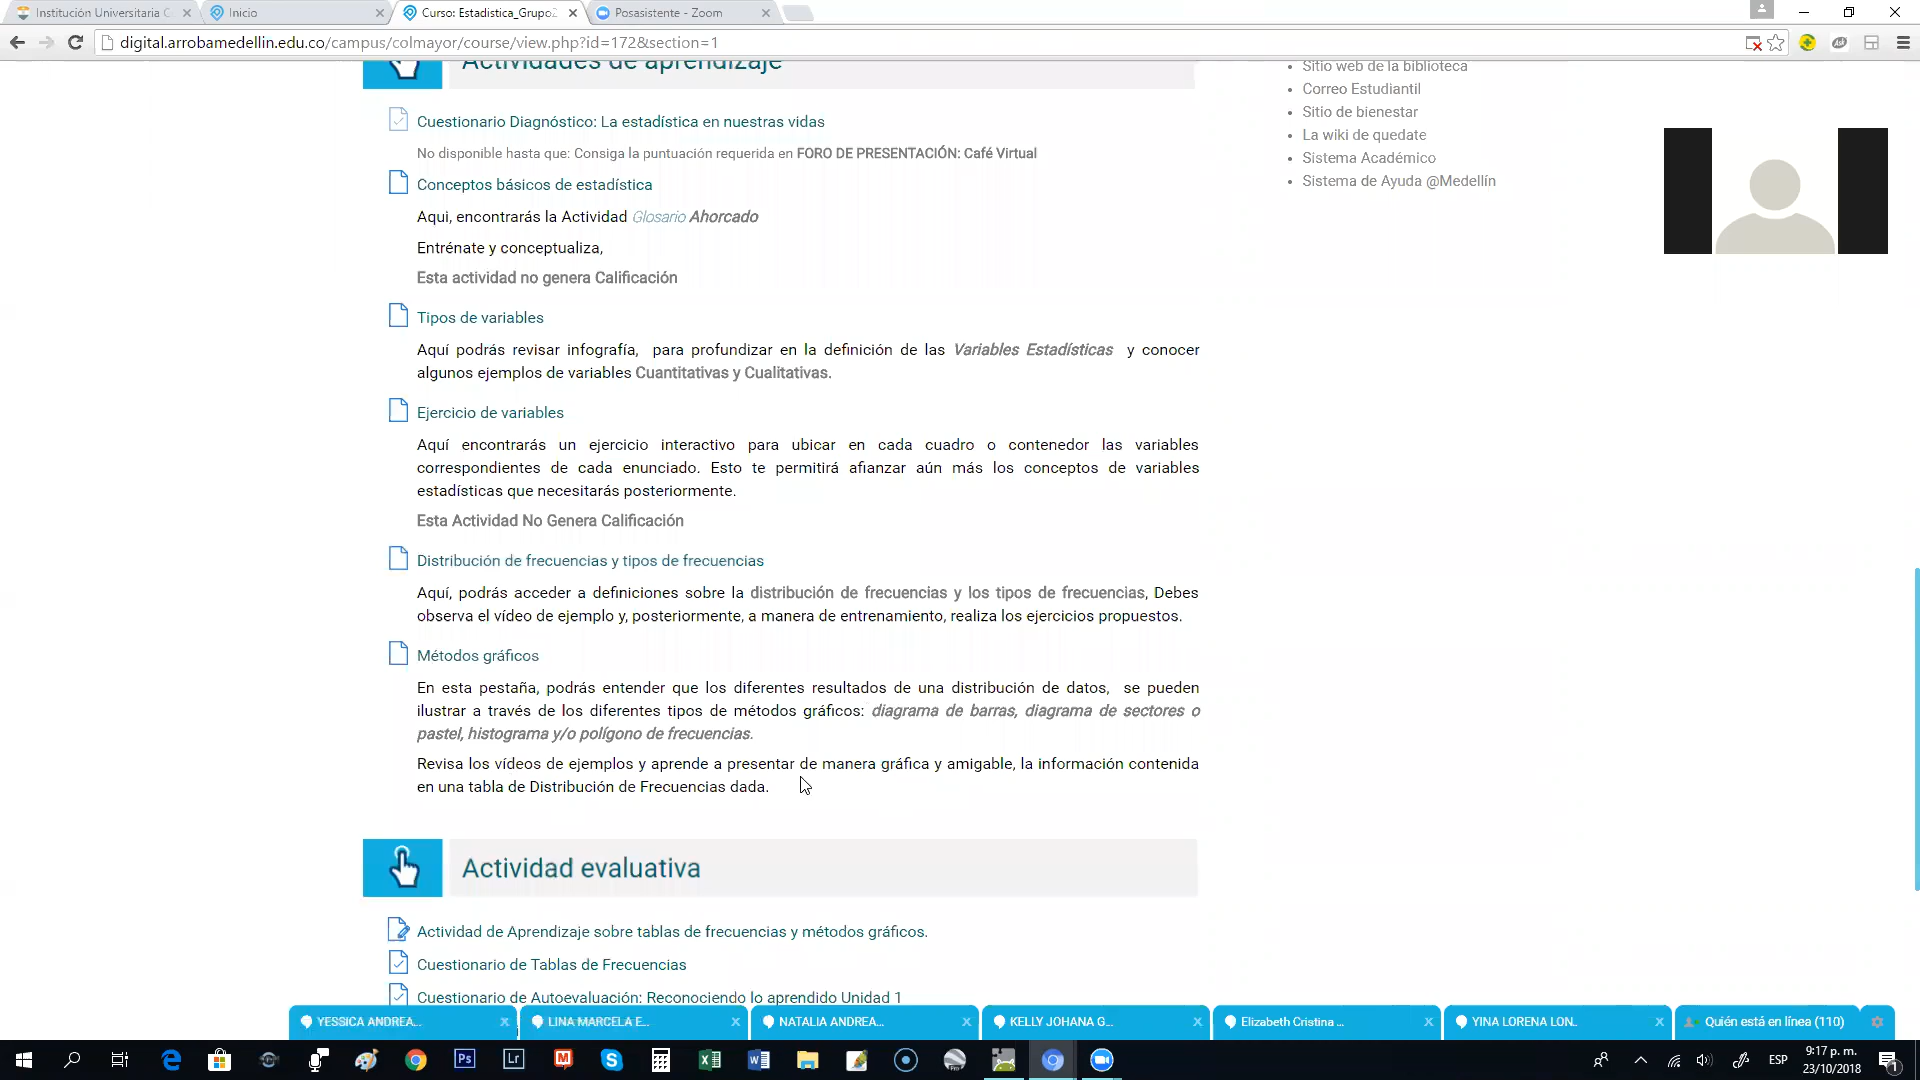 Institución Universitaria C
Inicio
Curso: Estadistica_Grupo2
Posasistente - Zoom
digital.arrobamedellin.edu.co/campus/colmayor/course/view.php?id=172&section=1
Actividades de aprendizaje
Sitio web de la biblioteca
Correo Estudiantil
Sitio de bienestar
La wiki de quedate
Sistema Académico
Sistema de Ayuda @Medellín
Cuestionario Diagnóstico: La estadística en nuestras vidas
No disponible hasta que: Consiga la puntuación requerida en FORO DE PRESENTACIÓN: Café Virtual
Conceptos básicos de estadística
Aqui, encontrarás la Actividad Glosario Ahorcado
Entrénate y conceptualiza,
Esta actividad no genera Calificación
Tipos de variables
Aquí podrás revisar infografía, para profundizar en la definición de las Variables Estadísticas y conocer
algunos ejemplos de variables Cuantitativas y Cualitativas.
Ejercicio de variables
Aquí encontrarás un ejercicio interactivo para ubicar en cada cuadro o contenedor las variables
correspondientes de cada enunciado. Esto te permitirá afianzar aún más los conceptos de variables
estadísticas que necesitarás posteriormente.
Esta Actividad No Genera Calificación
Distribución de frecuencias y tipos de frecuencias
Aquí, podrás acceder a definiciones sobre la distribución de frecuencias y los tipos de frecuencias, Debes
observa el vídeo de ejemplo y, posteriormente, a manera de entrenamiento, realiza los ejercicios propuestos.
Métodos gráficos
En esta pestaña, podrás entender que los diferentes resultados de una distribución de datos, se pueden
ilustrar a través de los diferentes tipos de métodos gráficos: diagrama de barras, diagrama de sectores o
pastel, histograma y/o polígono de frecuencias.
Revisa los vídeos de ejemplos y aprende a presentar de manera gráfica y amigable, la información contenida
en una tabla de Distribución de Frecuencias dada.
Actividad evaluativa
Actividad de Aprendizaje sobre tablas de frecuencias y métodos gráficos.
Cuestionario de Tablas de Frecuencias
Cuestionario de Autoevaluación: Reconociendo lo aprendido Unidad 1
YESSICA ANDREA... x
LINA MARCELA E... x
NATALIA ANDREA... x
KELLY JOHANA G... x
Elizabeth Cristina ... x
YINA LORENA LON.. x
Quién está en línea (110)
Ps
Lr
ESP
9:17 p. m.
23/10/2018
1